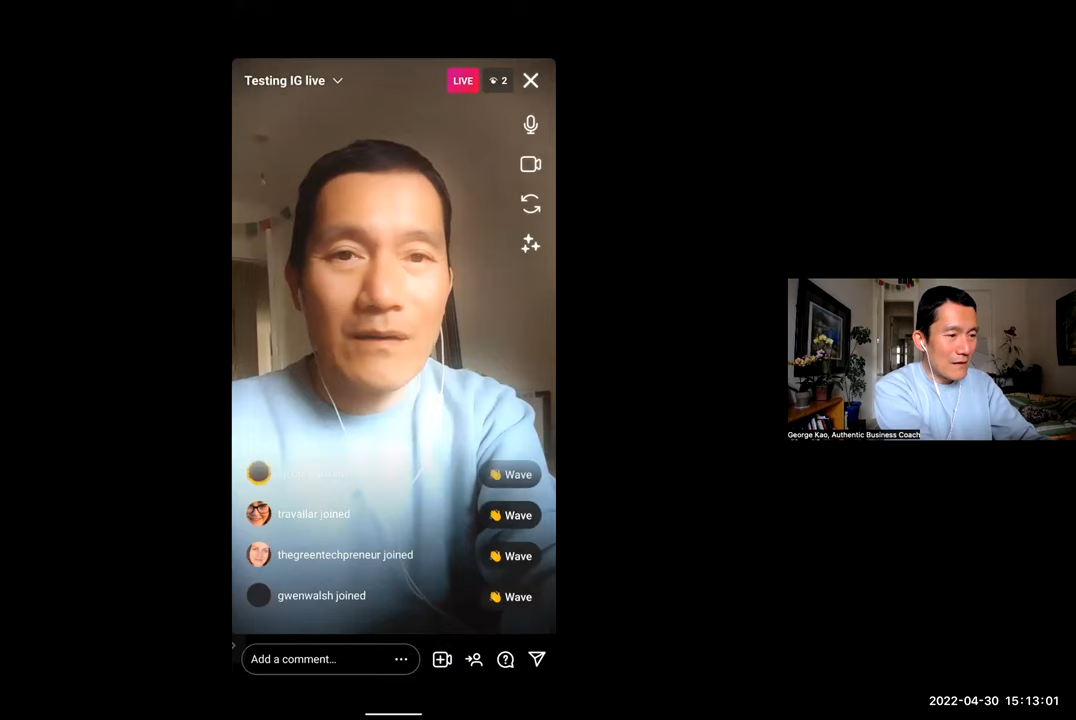 Testing IG live
LIVE
2
Wave
travallar joined
Wave
thegreentechpreneur joined
Wave
gwenwalsh joined
Wave
Add a comment…
George Kao, Authentic Business Coach
2022-04-30 15:13:01